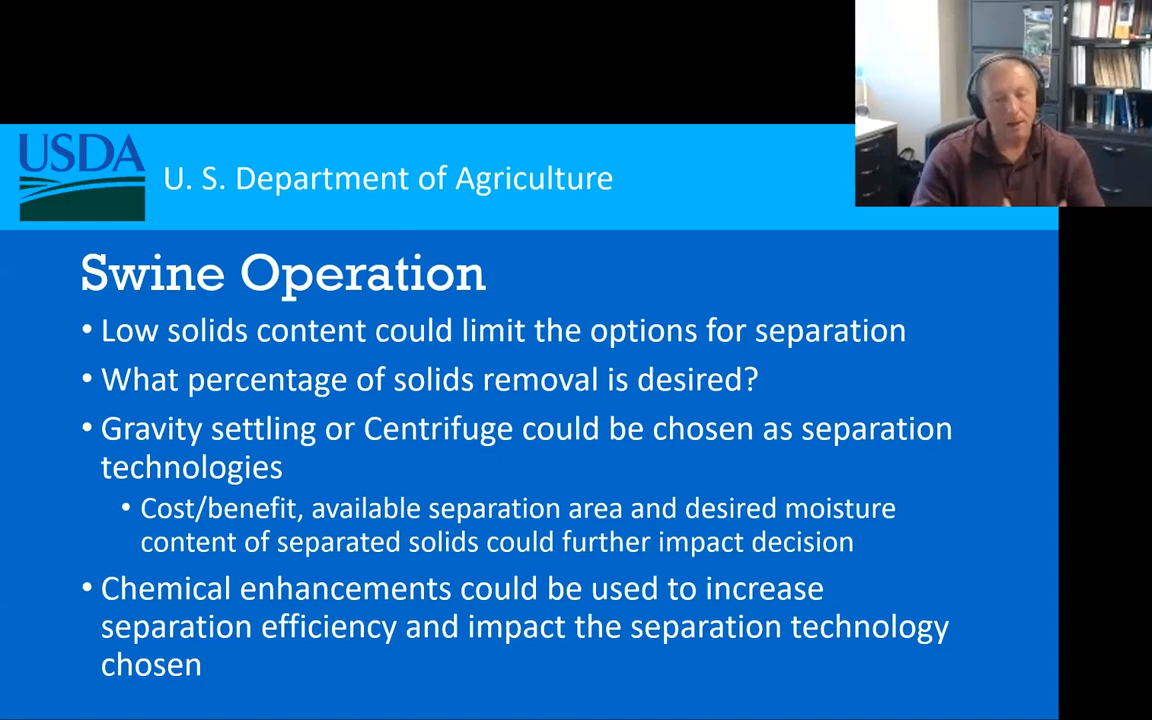 USDA
U. S. Department of Agriculture
Swine Operation
• Low solids content could limit the options for separation
• What percentage of solids removal is desired?
• Gravity settling or Centrifuge could be chosen as separation
technologies
• Cost/benefit, available separation area and desired moisture
content of separated solids could further impact decision
• Chemical enhancements could be used to increase
separation efficiency and impact the separation technology
chosen